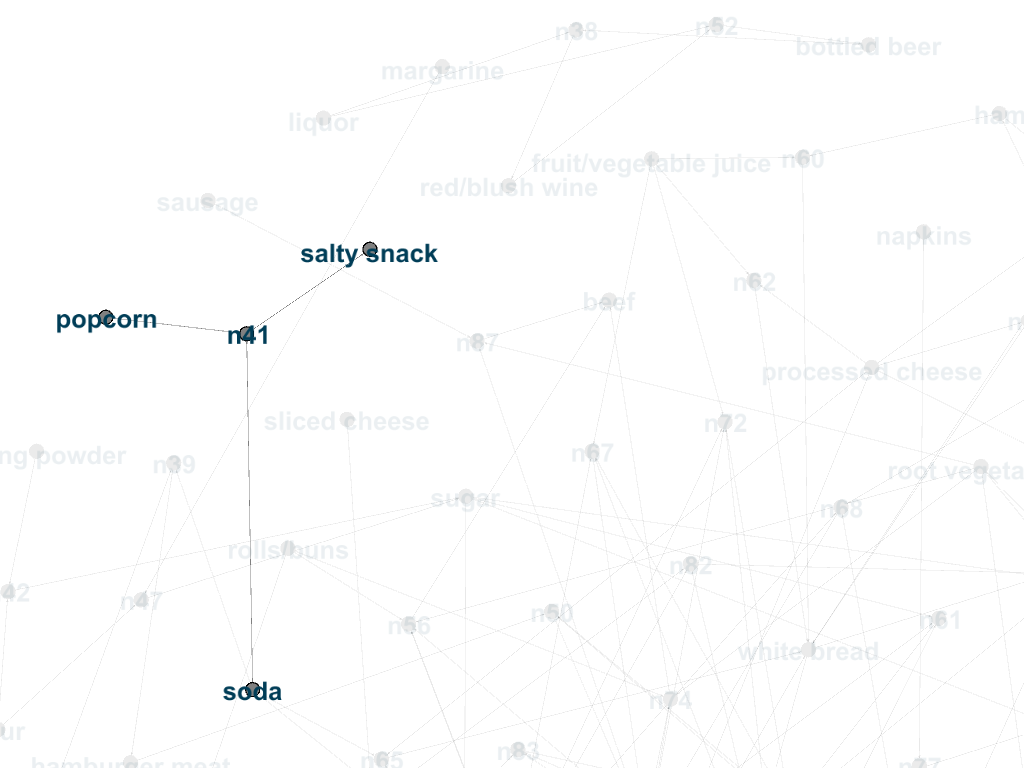 n38
n52
bottled beer
margarine
liquor
ham
fruit/vegetable juice
n60
red/blush wine
sausage
napkins
salty snack
n62
beef
popcorn
n41
n87
processed cheese
sliced cheese
n72
ng powder
n39
n67
root vegeta
sugar
n68
rolls/buns
n82
42
n47
n50
n56
n61
white bread
soda
n74
ur
n83
n65
hamburger meat
n77